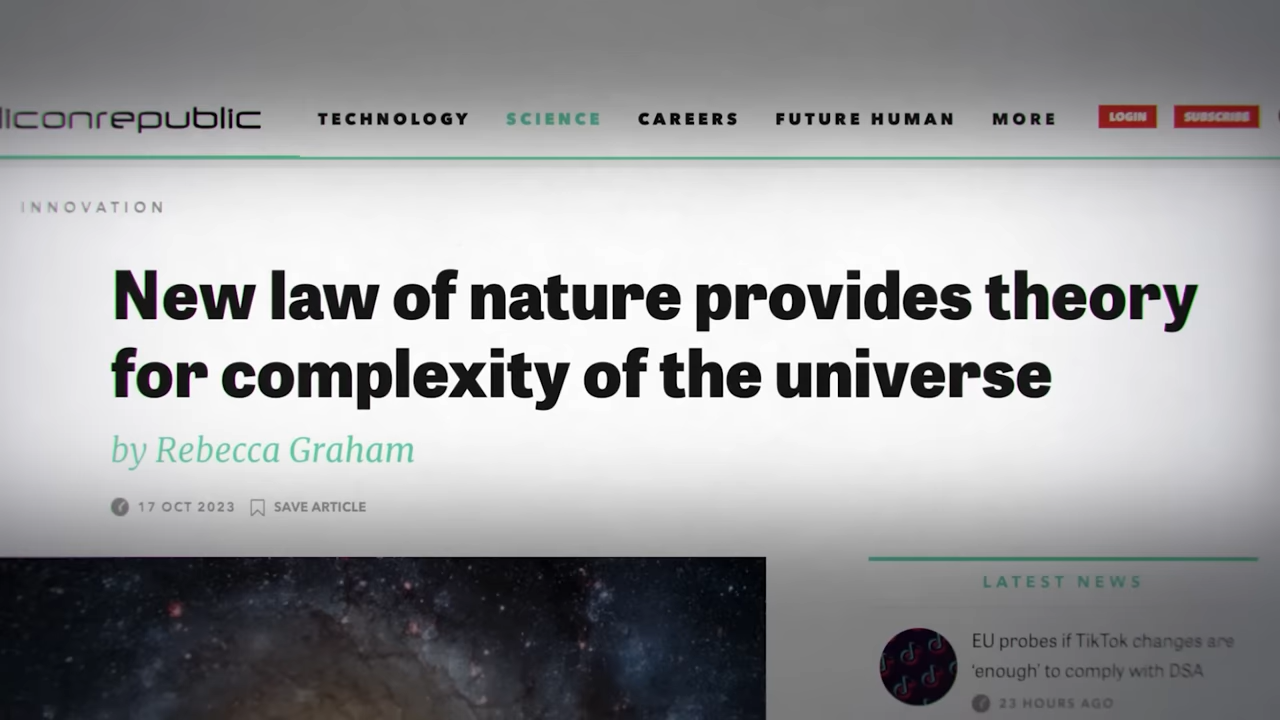 liconrepublic TECHNOLOGY SCIENCE CAREERS FUTURE HUMAN MORE LOGIN SUBSCRIBE
INNOVATION
New law of nature provides theory
for complexity of the universe
by Rebecca Graham
17 OCT 2023 SAVE ARTICLE
LATEST NEWS
EU probes if TikTok changes are
'enough' to comply with DSA
23 HOURS AGO